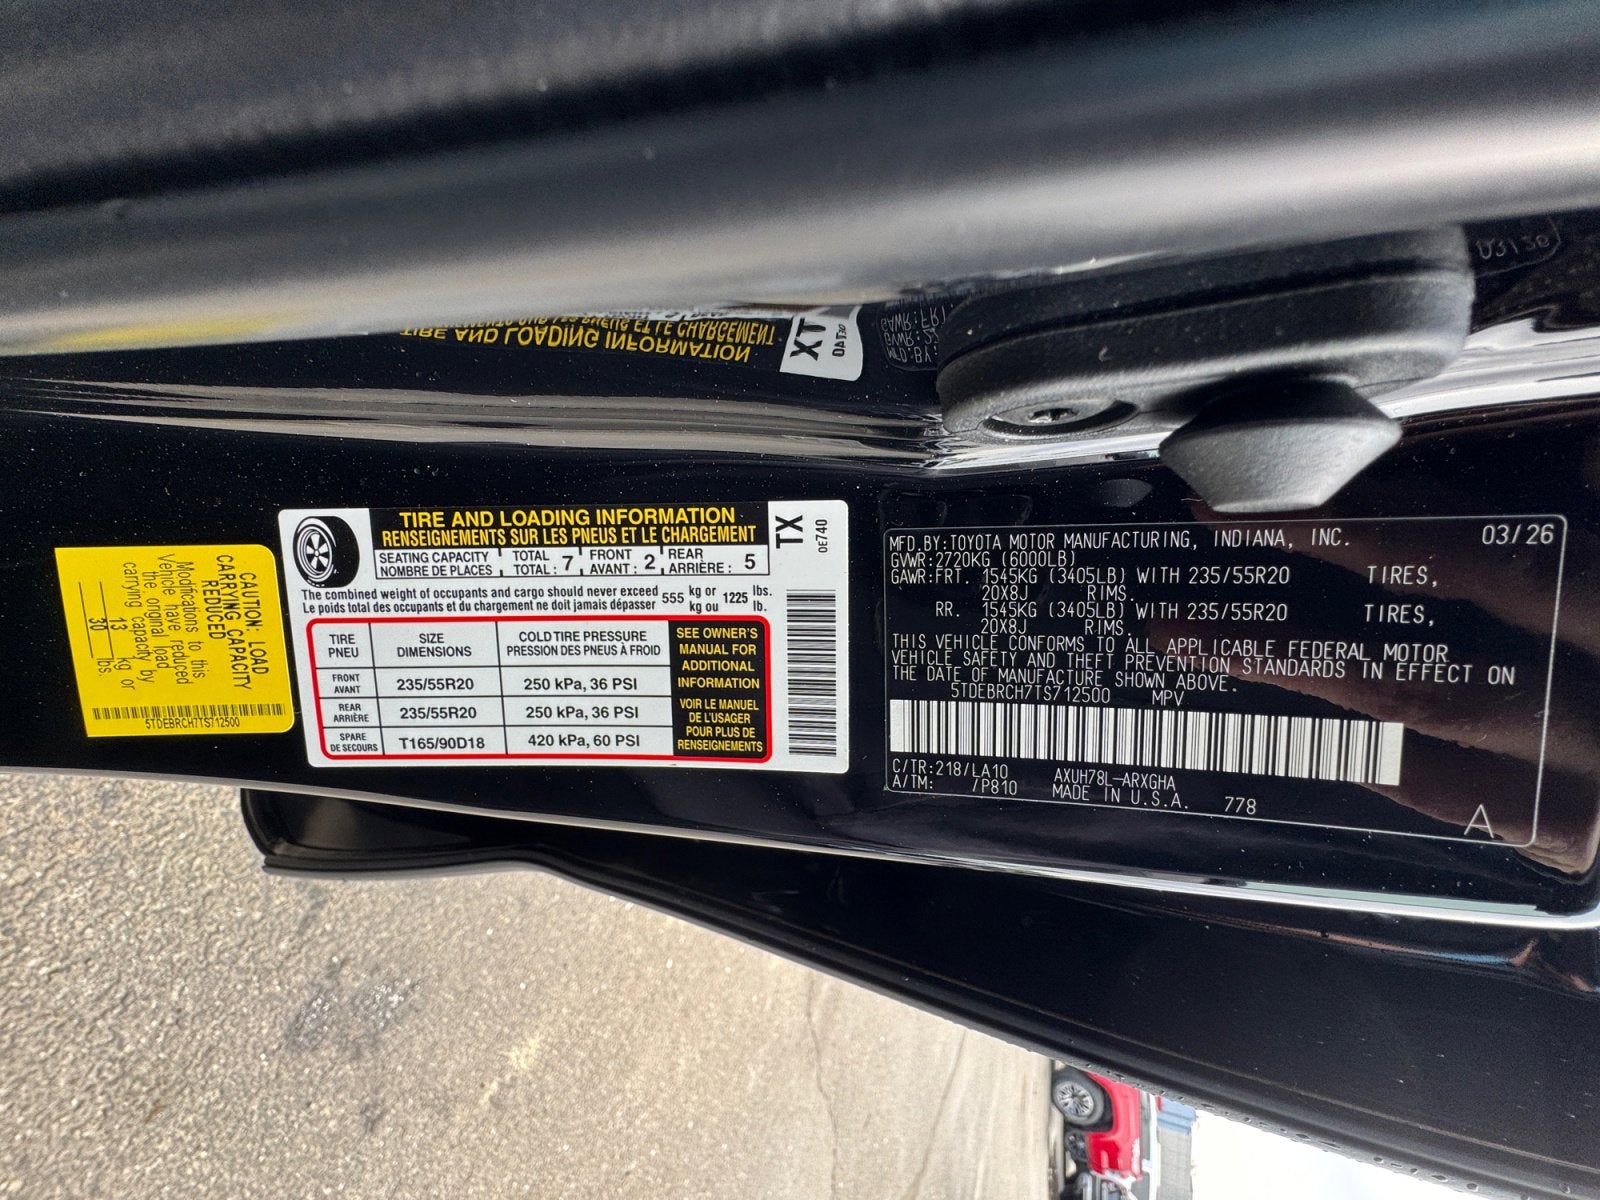 CAUTION: LOAD
CARRYING CAPACITY
REDUCED
Modifications to this
Vehicle have reduced
the original load
carrying capacity by
13 kg or
30 lbs.
5TDEBRCH7TS712500
TIRE AND LOADING INFORMATION
RENSEIGNEMENTS SUR LES PNEUS ET LE CHARGEMENT
SEATING CAPACITY TOTAL 7 FRONT 2 REAR 5
NOMBRE DE PLACES TOTAL : AVANT : ARRIÈRE :
The combined weight of occupants and cargo should never exceed 555 kg or 1225 lbs.
Le poids total des occupants et du chargement ne doit jamais dépasser kg ou lb.
TIRE SIZE COLD TIRE PRESSURE
PNEU DIMENSIONS PRESSION DES PNEUS À FROID
FRONT
AVANT 235/55R20 250 kPa, 36 PSI
REAR
ARRIÈRE 235/55R20 250 kPa, 36 PSI
SPARE
DE SECOURS T165/90D18 420 kPa, 60 PSI
SEE OWNER'S
MANUAL FOR
ADDITIONAL
INFORMATION
VOIR LE MANUEL
DE L'USAGER
POUR PLUS DE
RENSEIGNEMENTS
TX
0E740
MFD. BY: TOYOTA MOTOR MANUFACTURING, INDIANA, INC. 03/26
GVWR: 2720KG (6000LB)
GAWR: FRT. 1545KG (3405LB) WITH 235/55R20 TIRES,
20X8J RIMS.
RR. 1545KG (3405LB) WITH 235/55R20 TIRES,
20X8J RIMS.
THIS VEHICLE CONFORMS TO ALL APPLICABLE FEDERAL MOTOR
VEHICLE SAFETY AND THEFT PREVENTION STANDARDS IN EFFECT ON
THE DATE OF MANUFACTURE SHOWN ABOVE.
5TDEBRCH7TS712500 MPV
C/TR: 218/LA10 AXUH78L-ARXGHA
A/TM: /P810 MADE IN U.S.A. 778
A